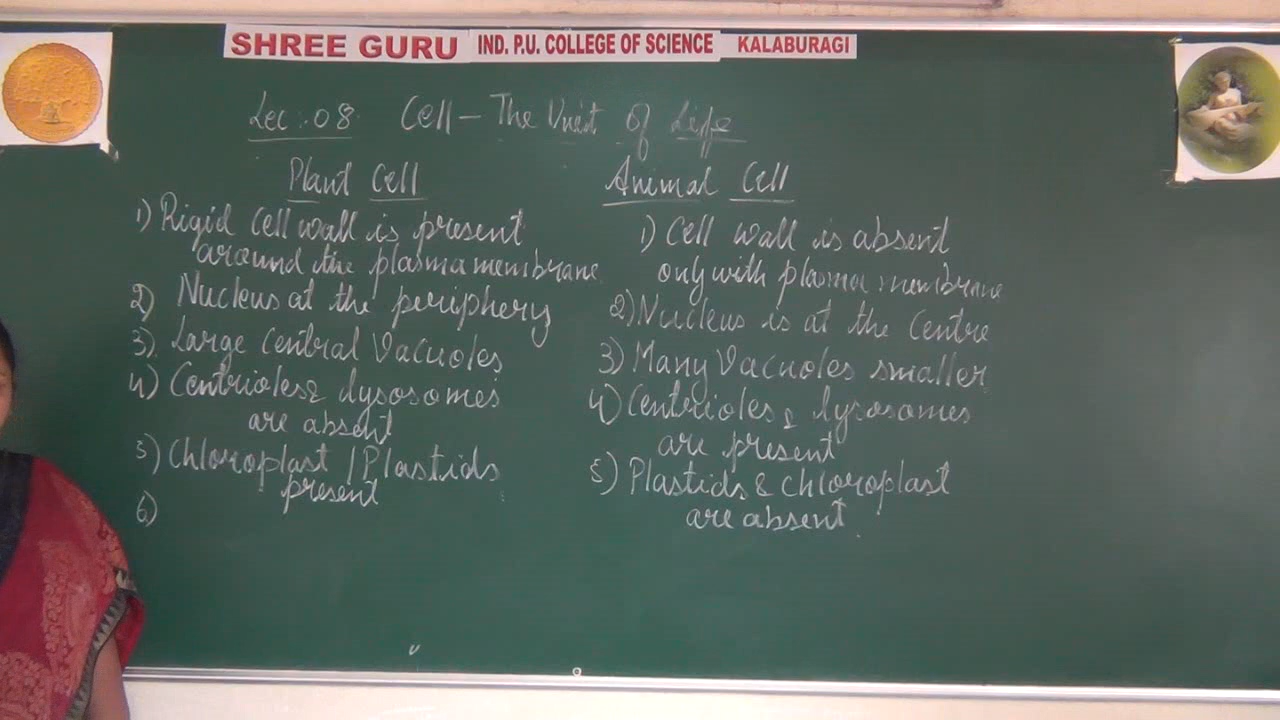 SHREE GURU IND. P.U. COLLEGE OF SCIENCE KALABURAGI
Lec :- 08 Cell – The Unit of Life
Plant Cell
1) Rigid cell wall is present
around the plasma membrane
2) Nucleus at the periphery
3) Large central Vacuoles
4) Centrioles & lysosomes
are absent
5) Chloroplast / Plastids
present
6)
Animal Cell
1) Cell wall is absent
only with plasma membrane
2) Nucleus is at the Centre
3) Many Vacuoles smaller
4) Centrioles & lysosomes
are present
5) Plastids & chloroplast
are absent.